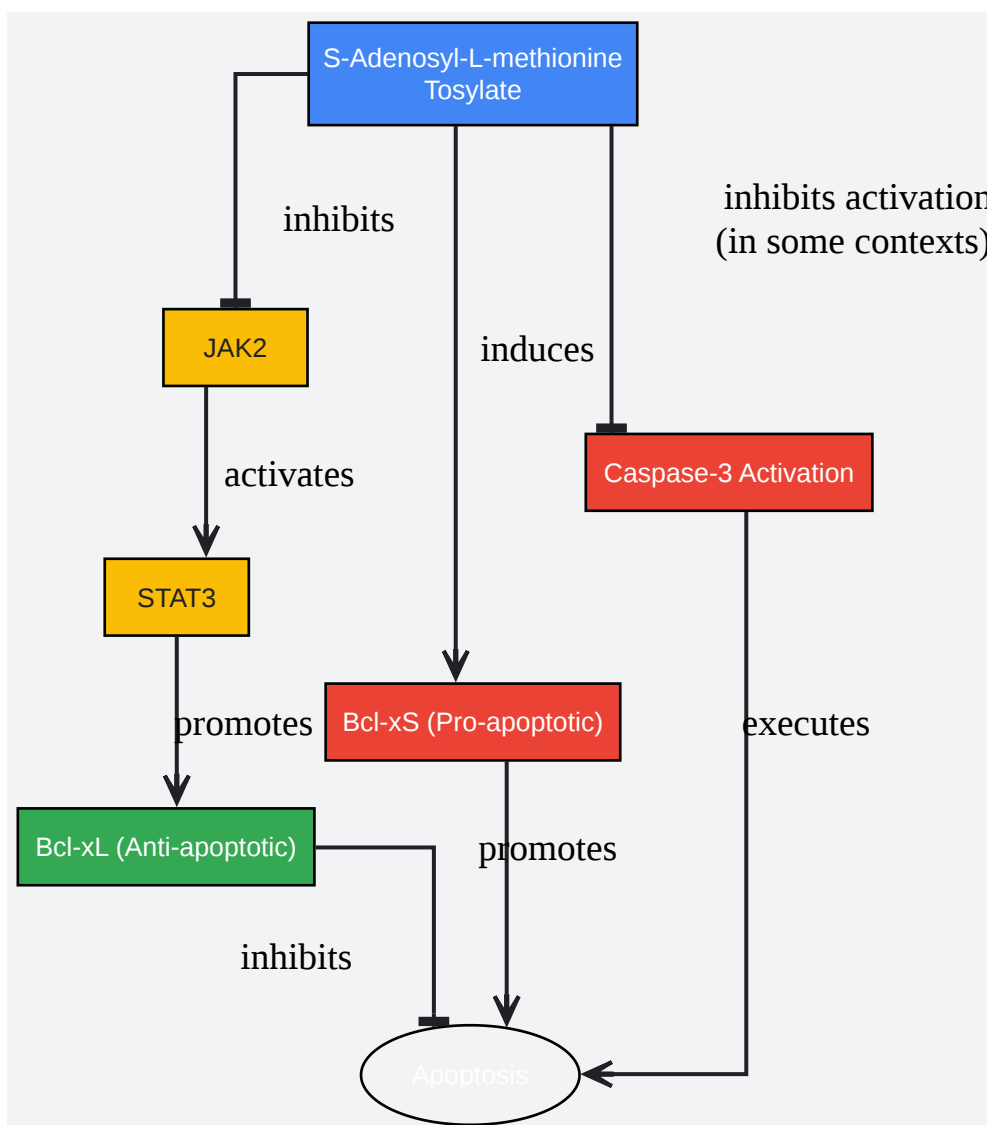 S-Adenosyl-L-methionine
Tosylate
inhibits
inhibits activation
(in some contexts)
induces
JAK2
activates
Caspase-3 Activation
STAT3
promotes
Bcl-xS (Pro-apoptotic)
executes
Bcl-xL (Anti-apoptotic)
promotes
inhibits
Apoptosis